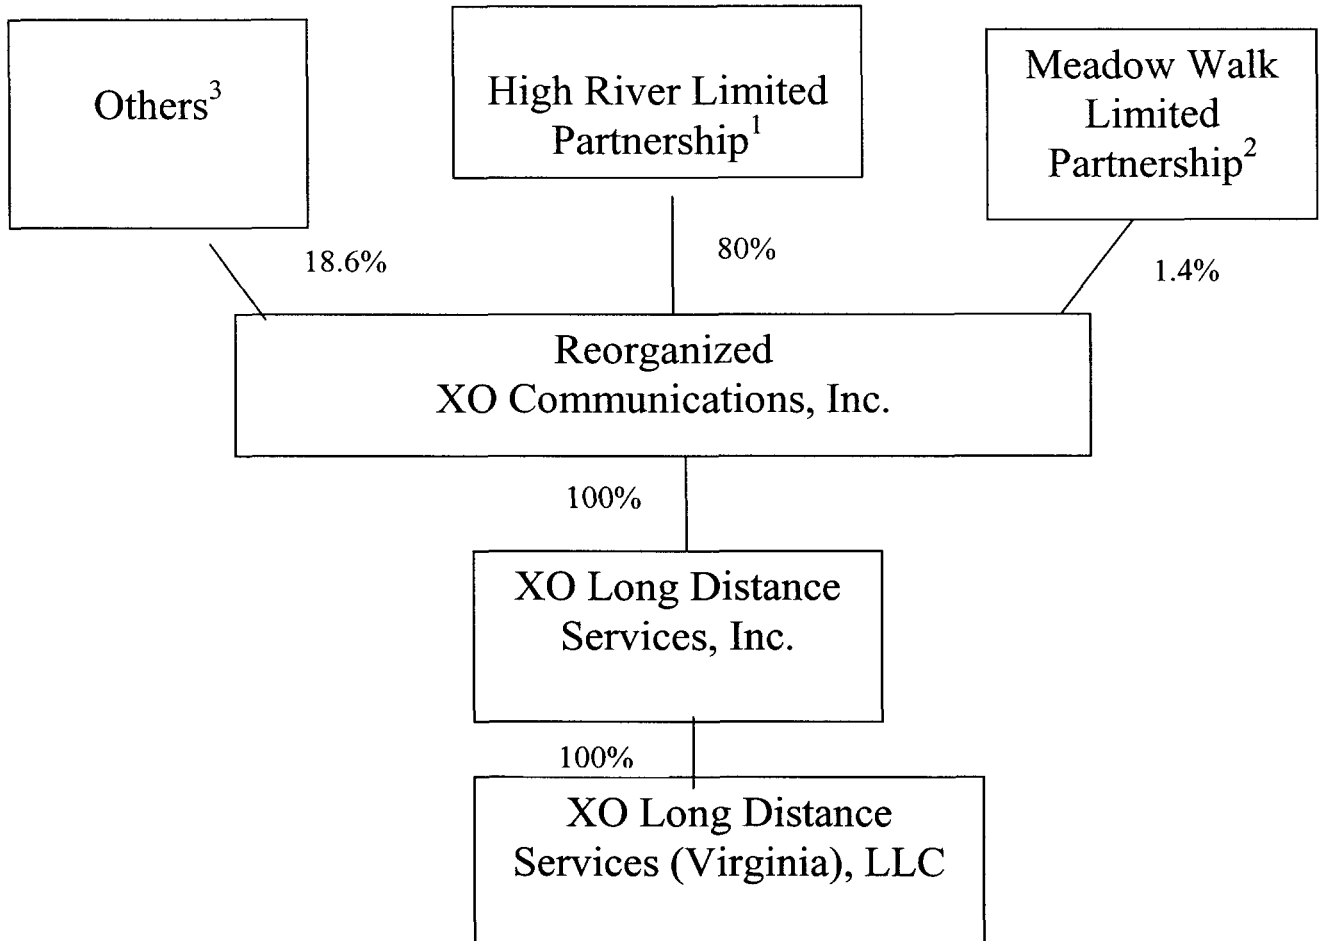 Others³
High River Limited
Partnership¹
Meadow Walk
Limited
Partnership²
18.6%
80%
1.4%
Reorganized
XO Communications, Inc.
100%
XO Long Distance
Services, Inc.
100%
XO Long Distance
Services (Virginia), LLC